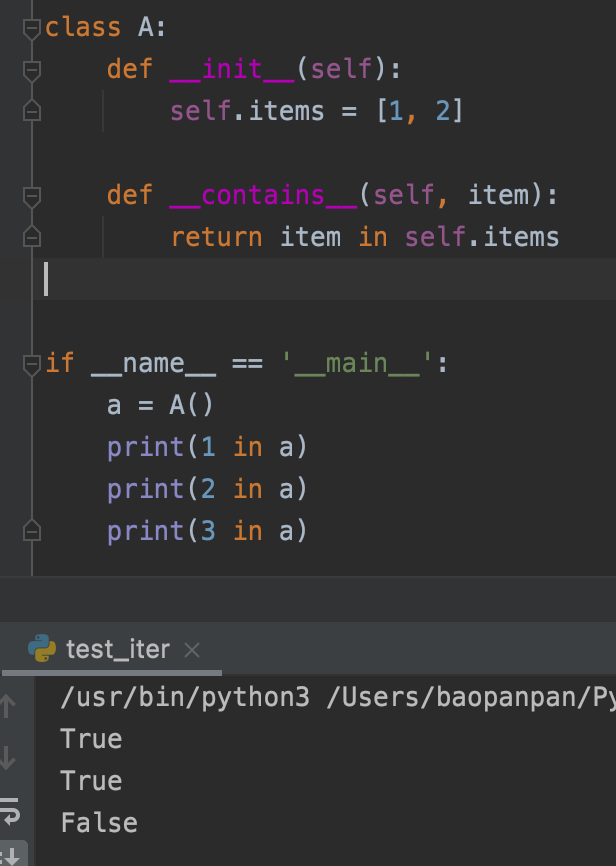 class A:
    def __init__(self):
        self.items = [1, 2]

    def __contains__(self, item):
        return item in self.items

if __name__ == '__main__':
    a = A()
    print(1 in a)
    print(2 in a)
    print(3 in a)
test_iter
/usr/bin/python3 /Users/baopanpan/Py
True
True
False